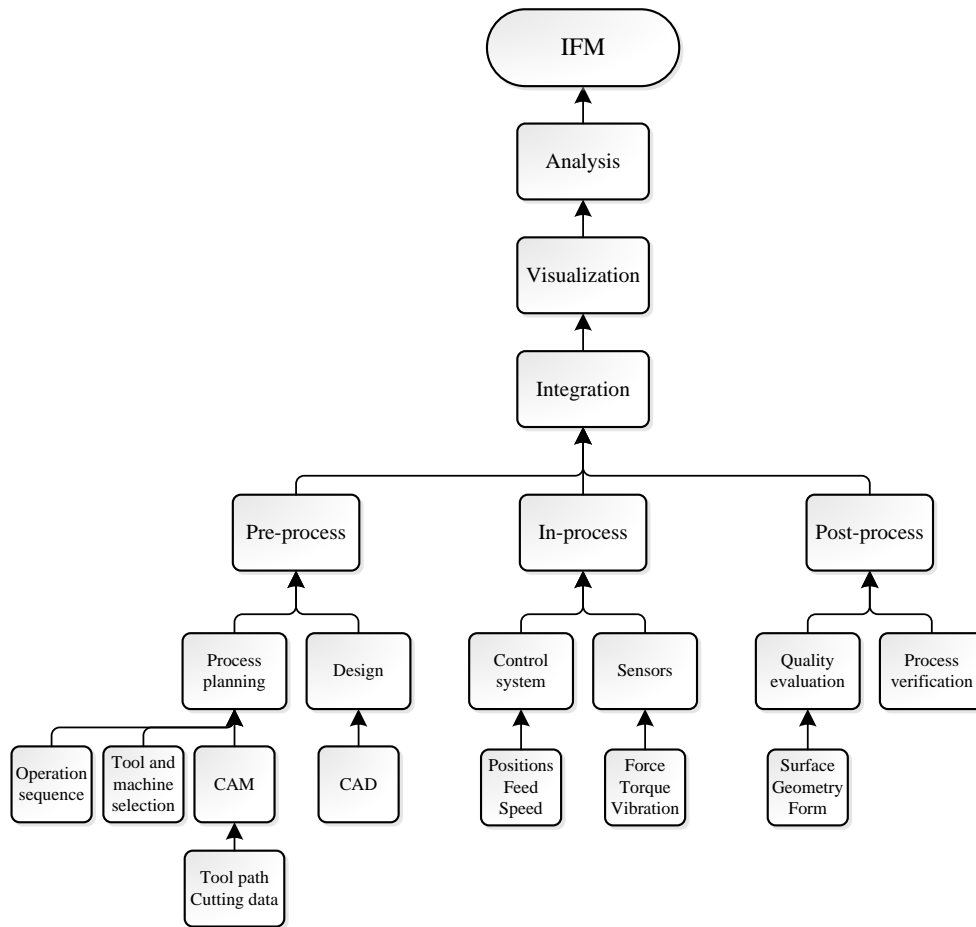 IFM
Analysis
Visualization
Integration
Pre-process
In-process
Post-process
Process
planning
Design
Control
system
Sensors
Quality
evaluation
Process
verification
Operation
sequence
Tool and
machine
selection
CAM
CAD
Positions
Feed
Speed
Force
Torque
Vibration
Surface
Geometry
Form
Tool path
Cutting data